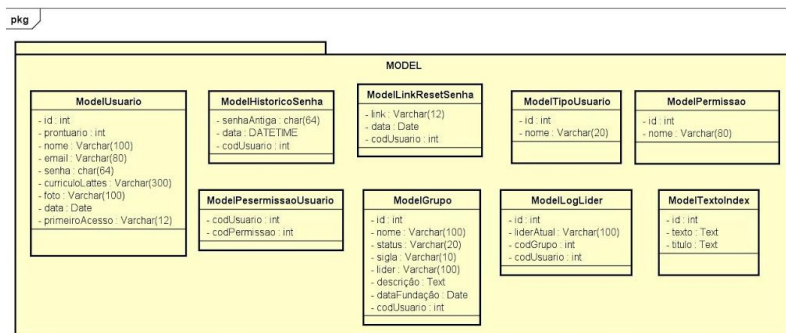 pkg
MODEL
ModelUsuario
- id : int
- prontuario : int
- nome : Varchar(100)
- email : Varchar(80)
- senha : char(64)
- curriculoLattes : Varchar(300)
- foto : Varchar(100)
- data : Date
- primeiroAcesso : Varchar(12)
ModelHistoricoSenha
- senhaAntiga : char(64)
- data : DATETIME
- codUsuario : int
ModelLinkResetSenha
- link : Varchar(12)
- data : Date
- codUsuario : int
ModelTipoUsuario
- id : int
- nome : Varchar(20)
ModelPermissao
- id : int
- nome : Varchar(80)
ModelPesermissaoUsuario
- codUsuario : int
- codPermissao : int
ModelGrupo
- id : int
- nome : Varchar(100)
- status : Varchar(20)
- sigla : Varchar(10)
- lider : Varchar(100)
- descrição : Text
- dataFundação : Date
- codUsuario : int
ModelLogLider
- id : int
- liderAtual : Varchar(100)
- codGrupo : int
- codUsuario : int
ModelTextoIndex
- id : int
- texto : Text
- titulo : Text